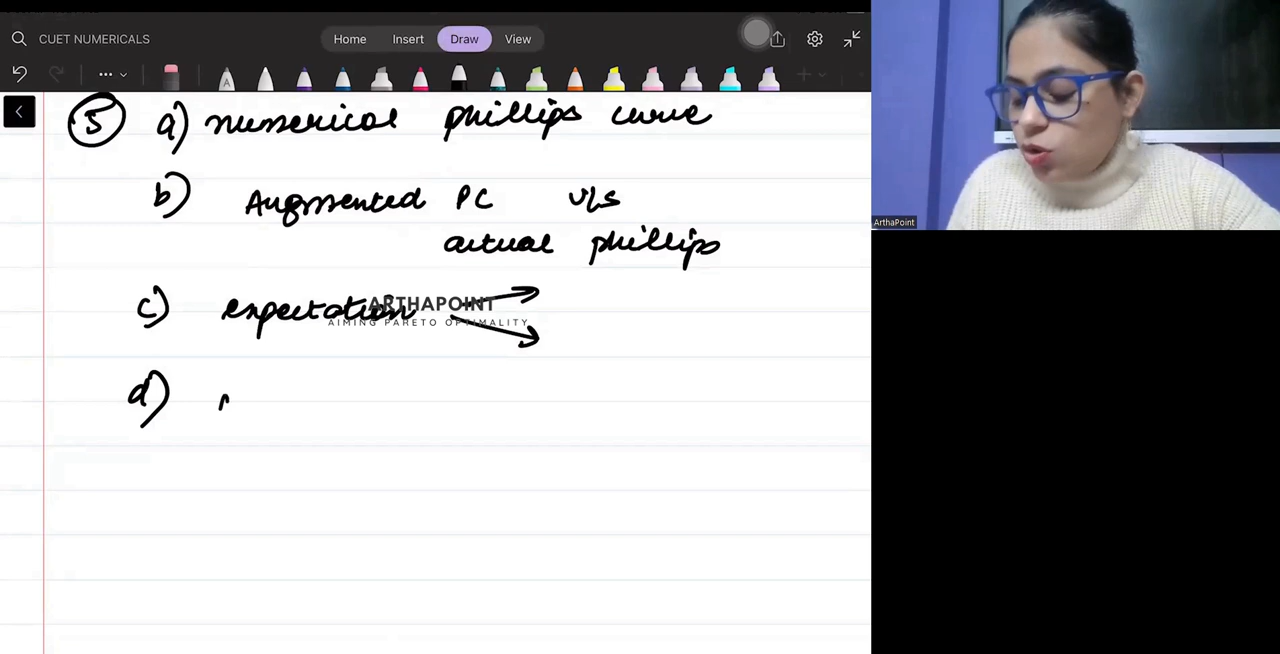 CUET NUMERICALS
Home Insert Draw View
5 a) numerical phillips curve
b) Augmented PC v/s
actual phillips
c) expectation
ARTHAPOINT
AIMING PARETO OPTIMALITY
d)
ArthaPoint